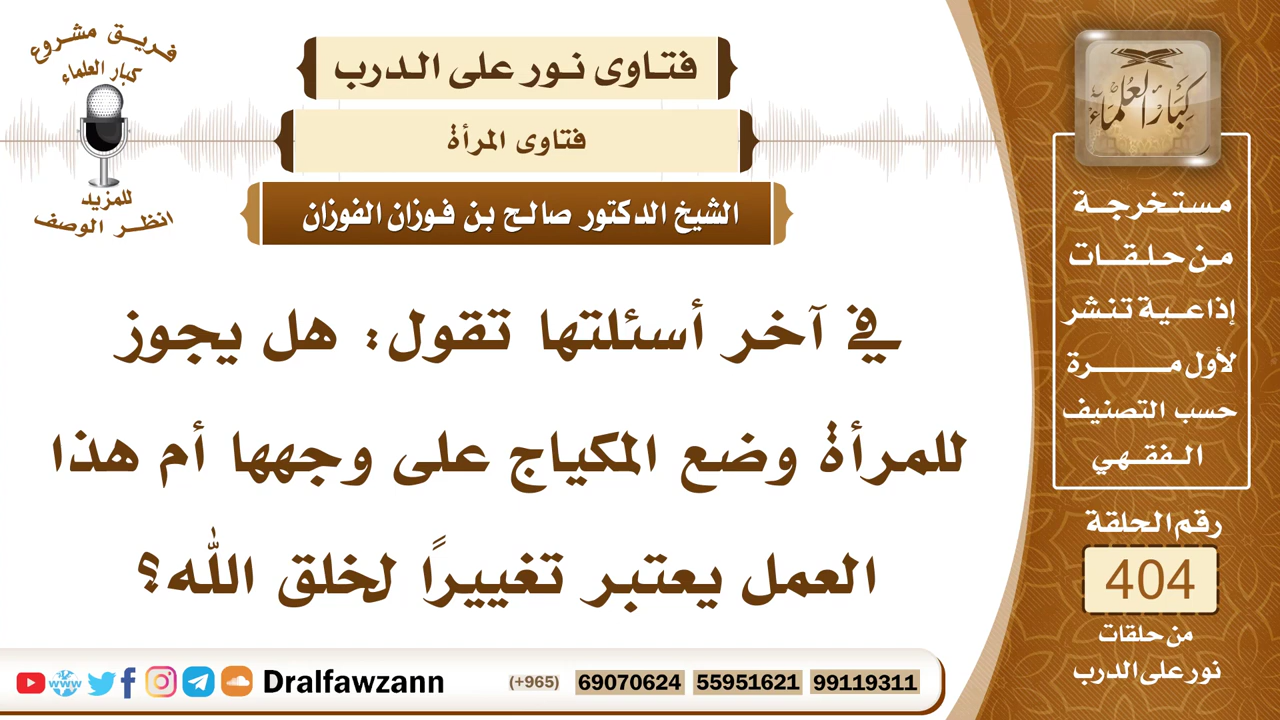 فريق مشروع
كبار العلماء
للمزيد
انظر الوصف
فتاوى نور على الدرب
فتاوى المرأة
الشيخ الدكتور صالح بن فوزان الفوزان
في آخر أسئلتها تقول: هل يجوز
للمرأة وضع المكياج على وجهها أم هذا
العمل يعتبر تغييرًا لخلق الله؟
كبار العلماء
مستخرجة
من حلقات
إذاعية تنشر
لأول مرة
حسب التصنيف
الفقهي
رقم الحلقة
404
من حلقات
نور على الدرب
www Dralfawzann (+965) 69070624 55951621 99119311